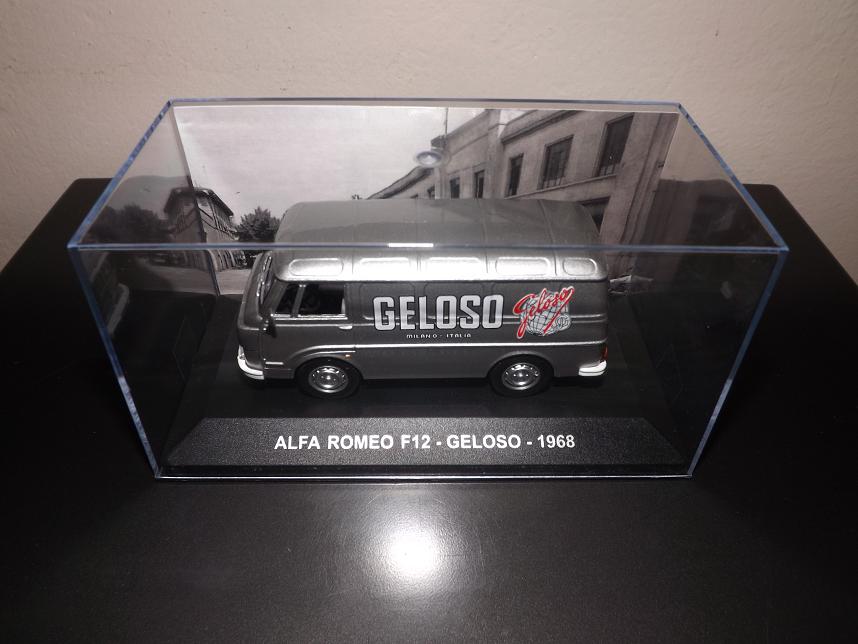 GELOSO
Geloso
MILANO - ITALIA
ALFA ROMEO F12 - GELOSO - 1968